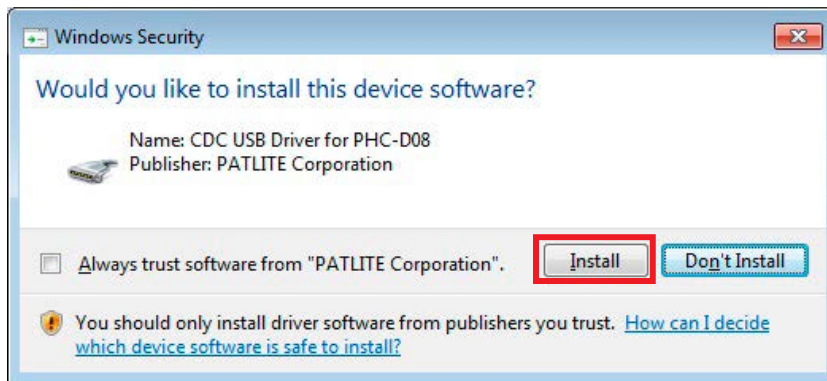 Windows Security
Would you like to install this device software?
Name: CDC USB Driver for PHC-D08
Publisher: PATLITE Corporation
Always trust software from "PATLITE Corporation".
Install
Don't Install
You should only install driver software from publishers you trust. How can I decide
which device software is safe to install?